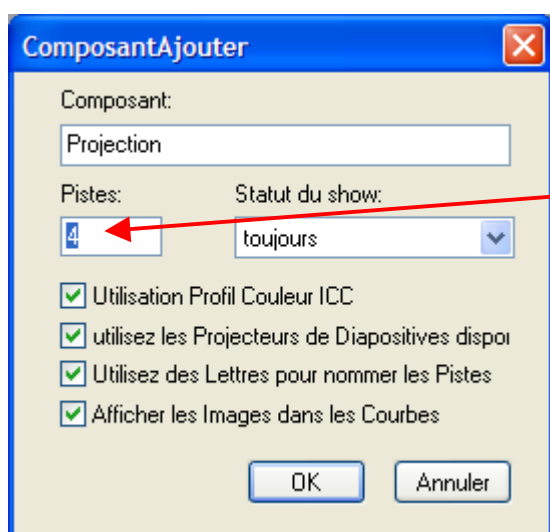 ComposantAjouter
Composant:
Projection
Pistes: Statut du show:
4 toujours
Utilisation Profil Couleur ICC
utilisez les Projecteurs de Diapositives dispoı
Utilisez des Lettres pour nommer les Pistes
Afficher les Images dans les Courbes
OK Annuler